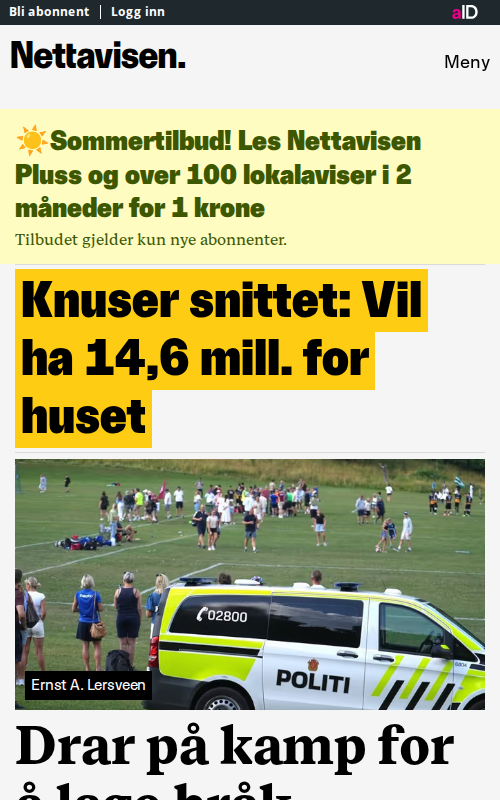 Bli abonnent | Logg inn
aID
Nettavisen.
Meny
☀️Sommertilbud! Les Nettavisen
Pluss og over 100 lokalaviser i 2
måneder for 1 krone
Tilbudet gjelder kun nye abonnenter.
Knuser snittet: Vil
ha 14,6 mill. for
huset
02800
POLITI
Ernst A. Lersveen
Drar på kamp for
å lage bråk